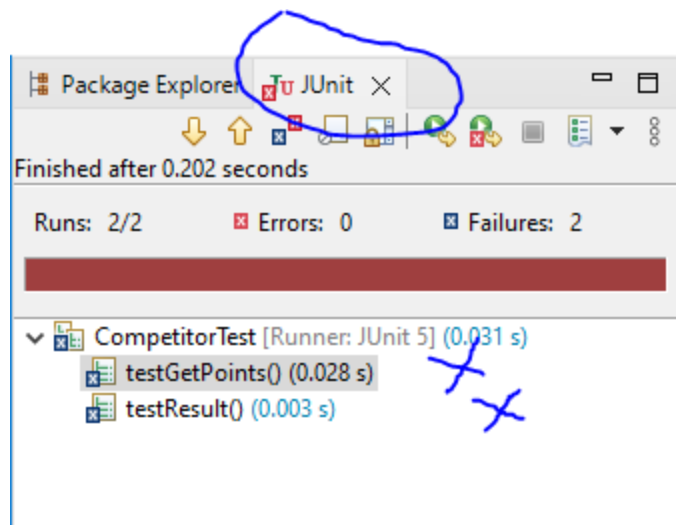 Package Explorer JUnit
Finished after 0.202 seconds
Runs: 2/2 Errors: 0 Failures: 2
CompetitorTest [Runner: JUnit 5] (0.031 s)
testGetPoints() (0.028 s)
testResult() (0.003 s)